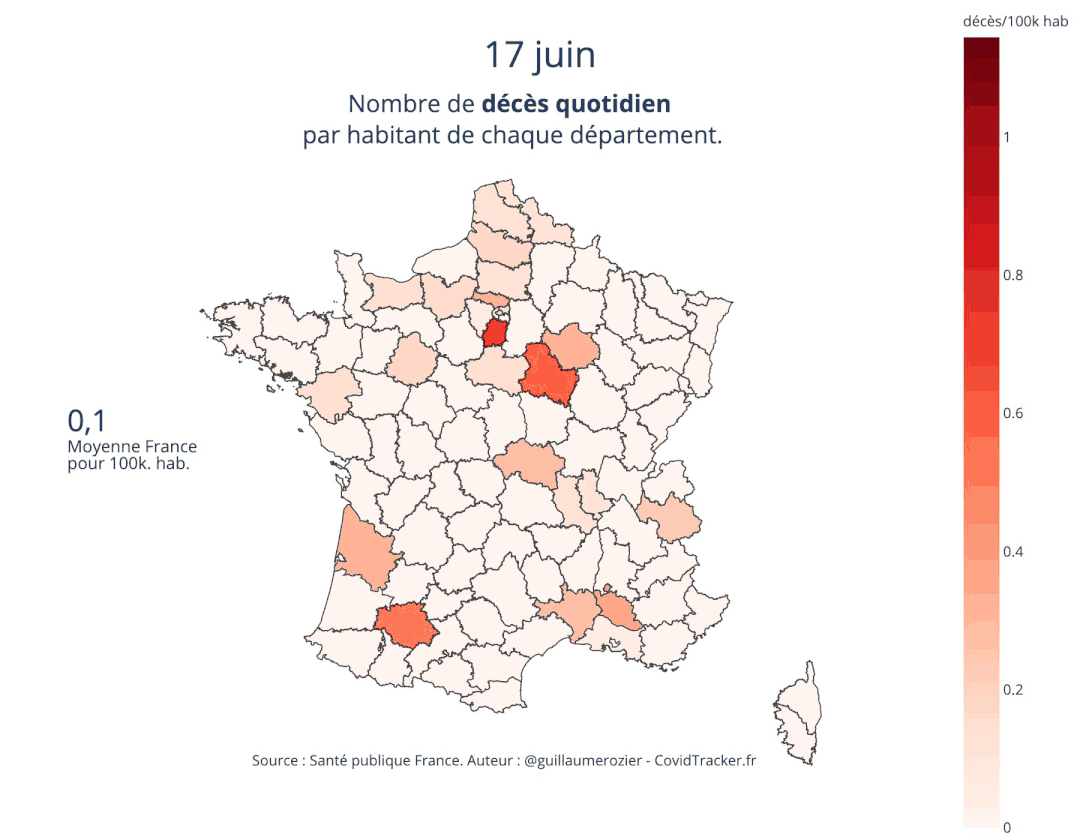 décès/100k hab
17 juin
Nombre de décès quotidien
par habitant de chaque département.
1
0.8
0.6
0.4
0.2
0
0,1
Moyenne France
pour 100k. hab.
Source : Santé publique France. Auteur : @guillaumerozier - CovidTracker.fr